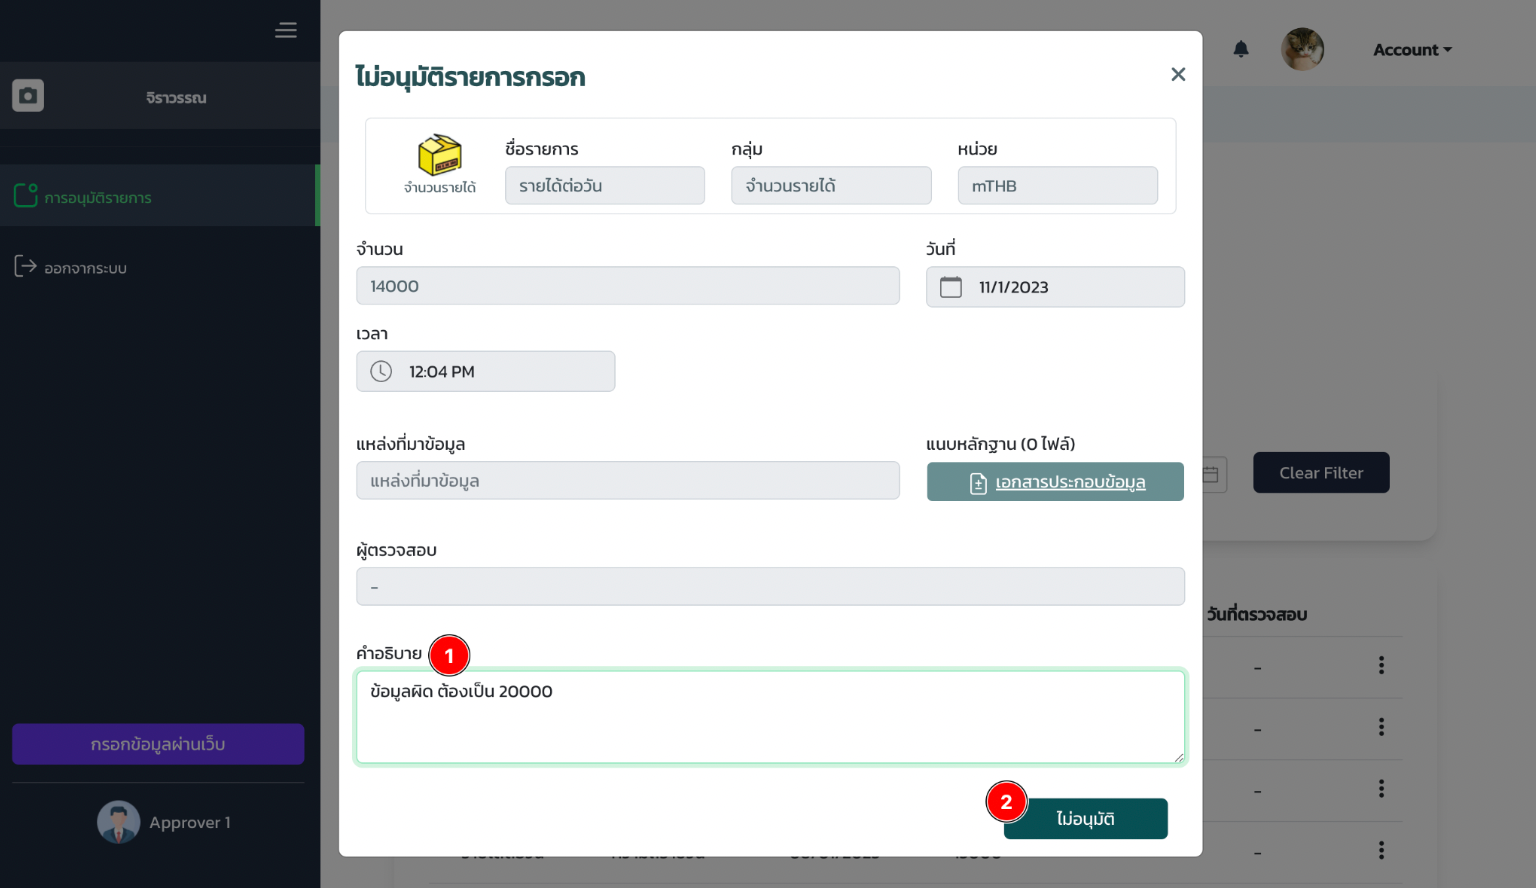 จิราวรรณ
การอนุมัติรายการ
ออกจากระบบ
กรอกข้อมูลผ่านเว็บ
Approver 1
Account
ไม่อนุมัติรายการกรอก
จำนวนรายได้
ชื่อรายการ
รายได้ต่อวัน
กลุ่ม
จำนวนรายได้
หน่วย
mTHB
จำนวน
14000
วันที่
11/1/2023
เวลา
12:04 PM
แหล่งที่มาข้อมูล
แหล่งที่มาข้อมูล
แนบหลักฐาน (0 ไฟล์)
เอกสารประกอบข้อมูล
Clear Filter
ผู้ตรวจสอบ
-
วันที่ตรวจสอบ
-
-
-
-
คำอธิบาย 1
ข้อมูลผิด ต้องเป็น 20000
2
ไม่อนุมัติ